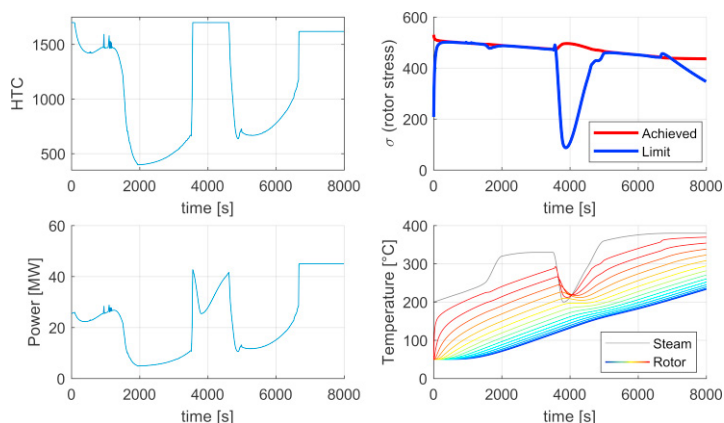 1500
1000
500
HTC
0 2000 4000 6000 8000
time [s]
600
400
200
0
σ (rotor stress)
Achieved
Limit
0 2000 4000 6000 8000
time [s]
60
40
20
0
Power [MW]
0 2000 4000 6000 8000
time [s]
400
300
200
100
0
Temperature [°C]
Steam
Rotor
0 2000 4000 6000 8000
time [s]